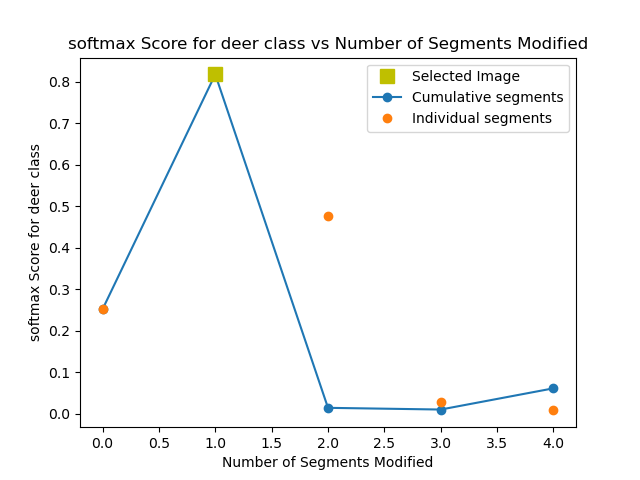 softmax Score for deer class vs Number of Segments Modified
Selected Image
Cumulative segments
Individual segments
softmax Score for deer class
0.8
0.7
0.6
0.5
0.4
0.3
0.2
0.1
0.0
0.0 0.5 1.0 1.5 2.0 2.5 3.0 3.5 4.0
Number of Segments Modified